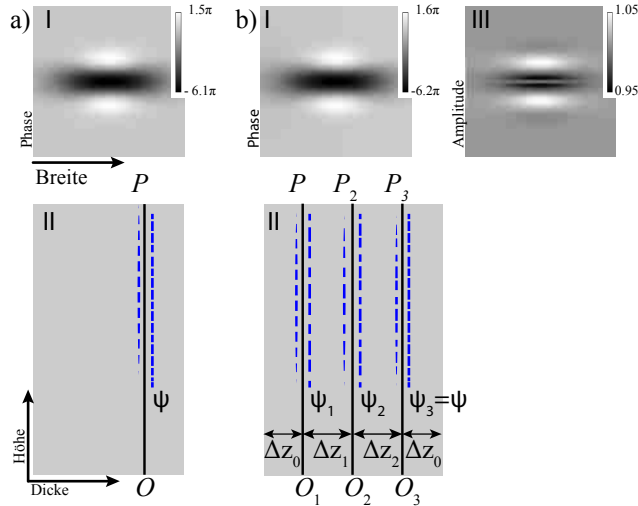 a)
I
1.5π
-6.1π
Phase
Breite
b)
I
1.6π
-6.2π
Phase
III
1.05
0.95
Amplitude
P
II
ψ
Höhe
Dicke
O
P P₂ P₃
II
ψ₁ ψ₂ ψ₃=ψ
Δz₀ Δz₁ Δz₂ Δz₀
O₁ O₂ O₃